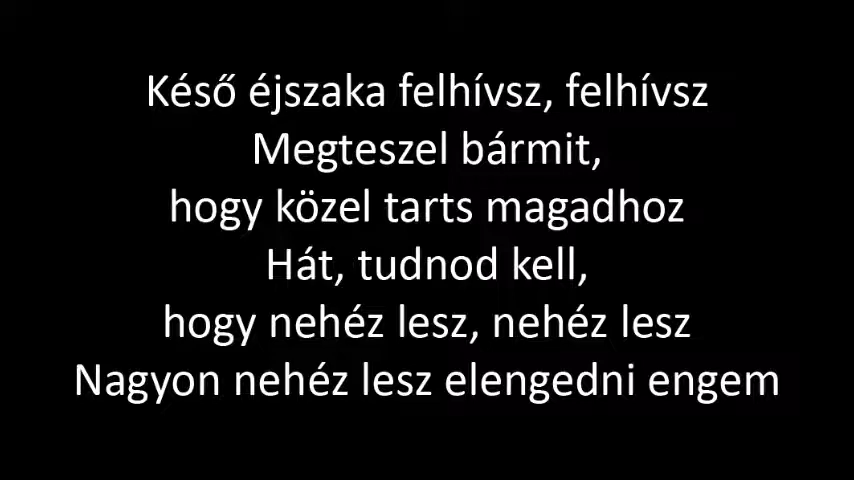 Késő éjszaka felhívsz, felhívsz
Megteszel bármit,
hogy közel tarts magadhoz
Hát, tudnod kell,
hogy nehéz lesz, nehéz lesz
Nagyon nehéz lesz elengedni engem